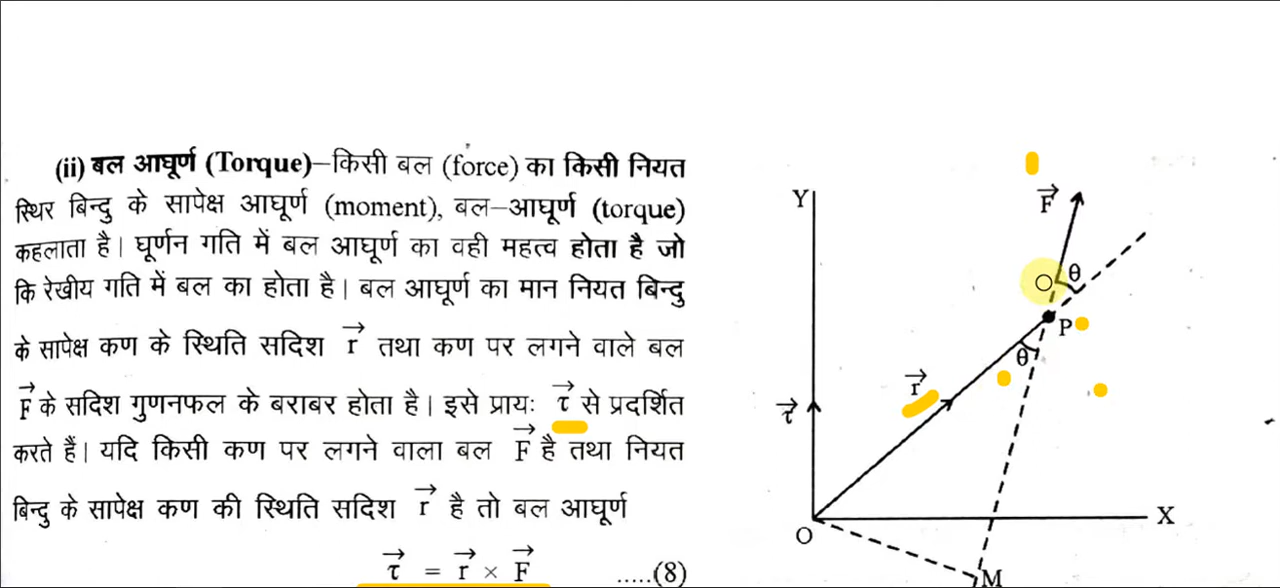 (ii) बल आघूर्ण (Torque)–किसी बल (force) का किसी नियत
स्थिर बिन्दु के सापेक्ष आघूर्ण (moment), बल–आघूर्ण (torque)
कहलाता है। घूर्णन गति में बल आघूर्ण का वही महत्व होता है जो
कि रेखीय गति में बल का होता है। बल आघूर्ण का मान नियत बिन्दु
के सापेक्ष कण के स्थिति सदिश r⃗ तथा कण पर लगने वाले बल
F⃗ के सदिश गुणनफल के बराबर होता है। इसे प्रायः τ⃗ से प्रदर्शित
करते हैं। यदि किसी कण पर लगने वाला बल F⃗ है तथा नियत
बिन्दु के सापेक्ष कण की स्थिति सदिश r⃗ है तो बल आघूर्ण
τ⃗ = r⃗ × F⃗ .....(8)
Y
F⃗
θ
P
θ
r⃗
τ⃗
O
X
M